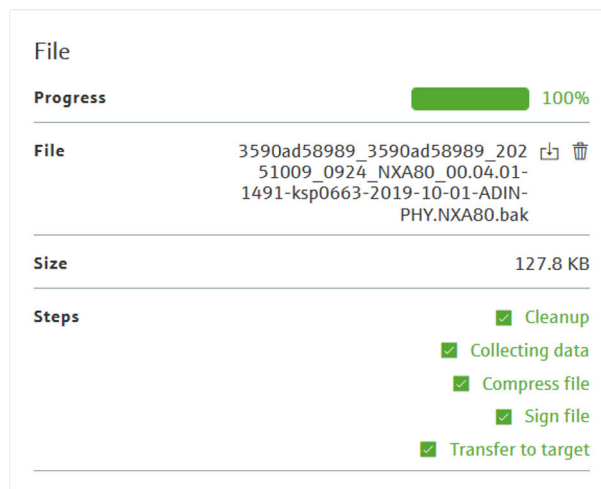 File
Progress 100%
File 3590ad58989_3590ad58989_202
51009_0924_NXA80_00.04.01-
1491-ksp0663-2019-10-01-ADIN-
PHY.NXA80.bak
Size 127.8 KB
Steps Cleanup
Collecting data
Compress file
Sign file
Transfer to target